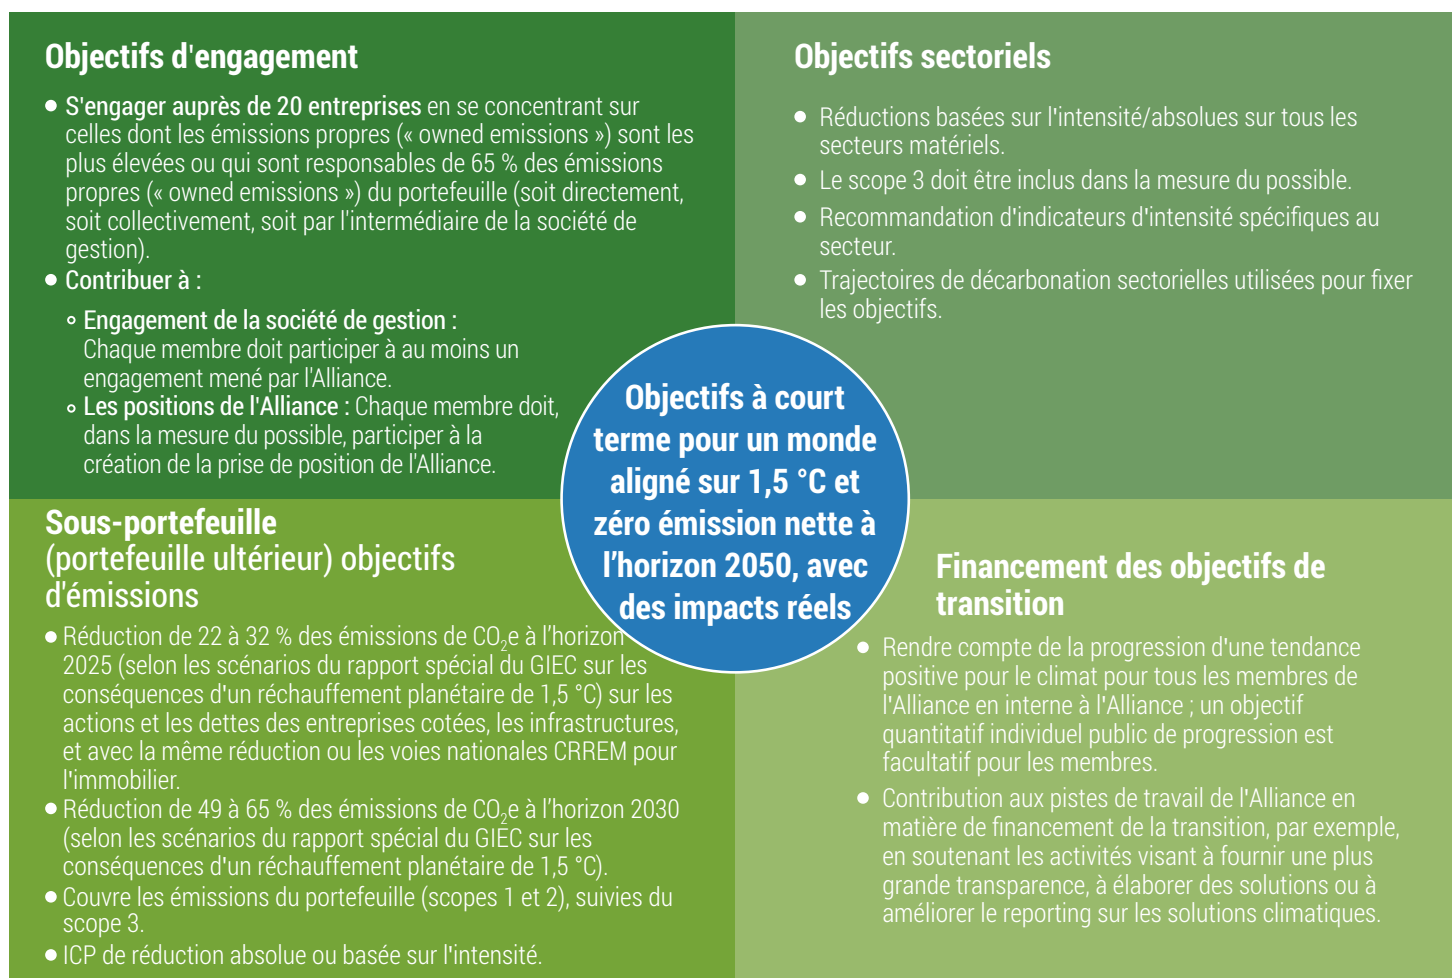 Objectifs d'engagement
• S'engager auprès de 20 entreprises en se concentrant sur
celles dont les émissions propres (« owned emissions ») sont les
plus élevées ou qui sont responsables de 65 % des émissions
propres (« owned emissions ») du portefeuille (soit directement,
soit collectivement, soit par l'intermédiaire de la société de
gestion).
• Contribuer à :
◦ Engagement de la société de gestion :
Chaque membre doit participer à au moins un
engagement mené par l'Alliance.
◦ Les positions de l'Alliance : Chaque membre doit,
dans la mesure du possible, participer à la
création de la prise de position de l'Alliance.
Objectifs sectoriels
• Réductions basées sur l'intensité/absolues sur tous les
secteurs matériels.
• Le scope 3 doit être inclus dans la mesure du possible.
• Recommandation d'indicateurs d'intensité spécifiques au
secteur.
• Trajectoires de décarbonation sectorielles utilisées pour fixer
les objectifs.
Objectifs à court
terme pour un monde
aligné sur 1,5 °C et
zéro émission nette à
l’horizon 2050, avec
des impacts réels
Sous-portefeuille
(portefeuille ultérieur) objectifs
d'émissions
• Réduction de 22 à 32 % des émissions de CO₂e à l’horizon
2025 (selon les scénarios du rapport spécial du GIEC sur les
conséquences d'un réchauffement planétaire de 1,5 °C) sur les
actions et les dettes des entreprises cotées, les infrastructures,
et avec la même réduction ou les voies nationales CRREM pour
l'immobilier.
• Réduction de 49 à 65 % des émissions de CO₂e à l’horizon 2030
(selon les scénarios du rapport spécial du GIEC sur les
conséquences d'un réchauffement planétaire de 1,5 °C).
• Couvre les émissions du portefeuille (scopes 1 et 2), suivies du
scope 3.
• ICP de réduction absolue ou basée sur l'intensité.
Financement des objectifs de
transition
• Rendre compte de la progression d'une tendance
positive pour le climat pour tous les membres de
l'Alliance en interne à l'Alliance ; un objectif
quantitatif individuel public de progression est
facultatif pour les membres.
• Contribution aux pistes de travail de l'Alliance en
matière de financement de la transition, par exemple,
en soutenant les activités visant à fournir une plus
grande transparence, à élaborer des solutions ou à
améliorer le reporting sur les solutions climatiques.